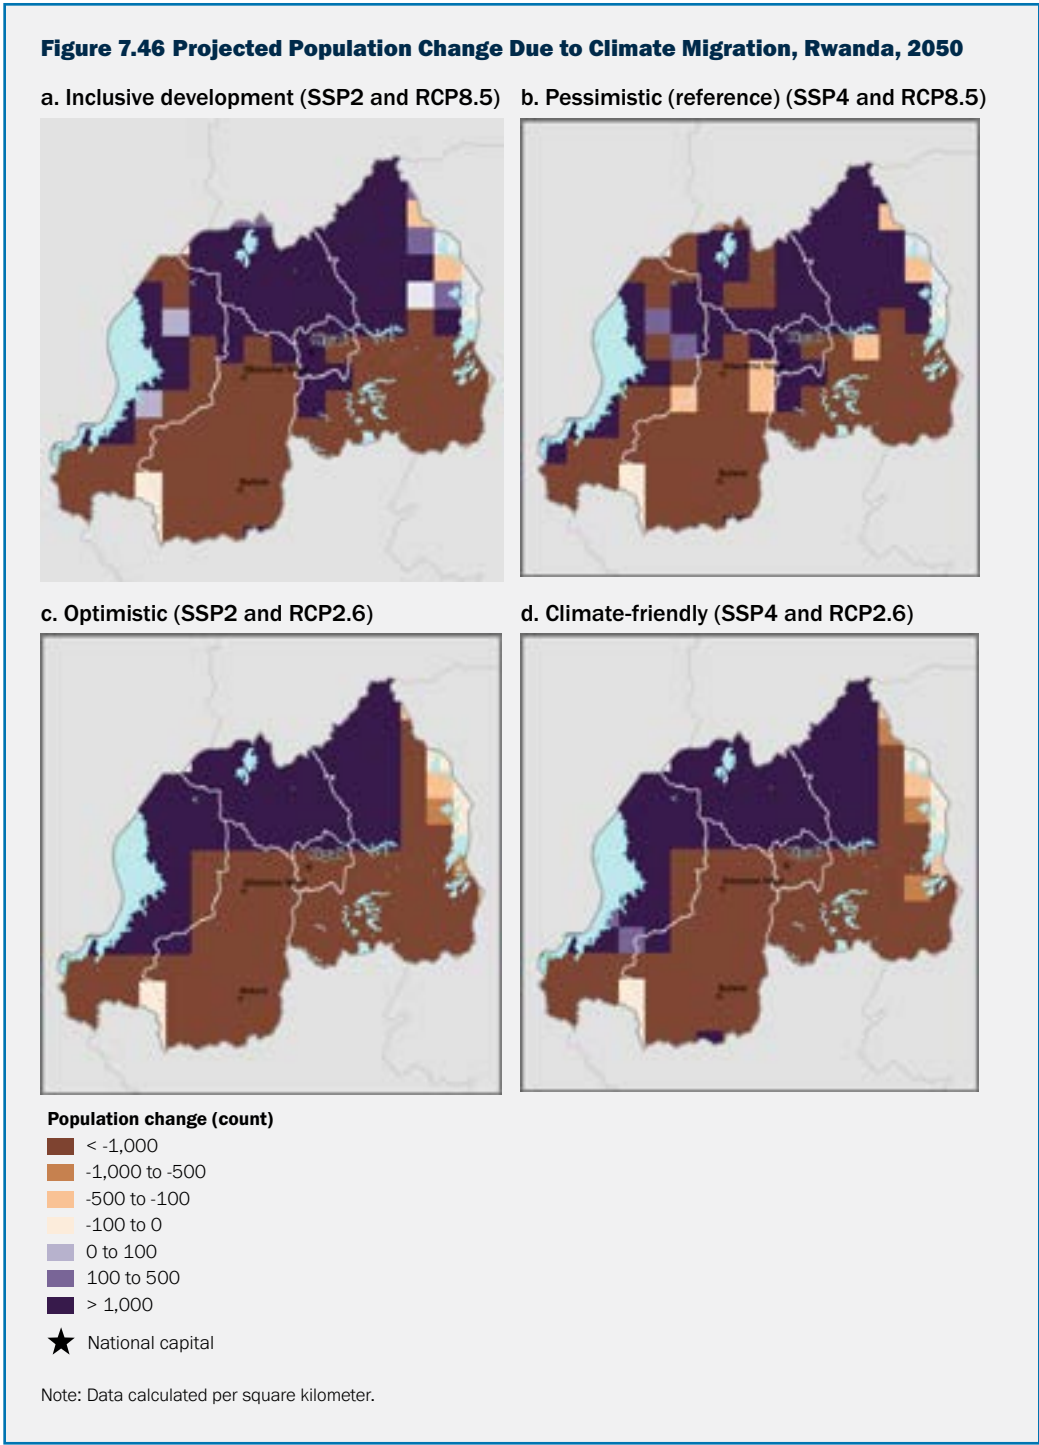 Figure 7.46 Projected Population Change Due to Climate Migration, Rwanda, 2050
a. Inclusive development (SSP2 and RCP8.5)
b. Pessimistic (reference) (SSP4 and RCP8.5)
c. Optimistic (SSP2 and RCP2.6)
d. Climate-friendly (SSP4 and RCP2.6)
Population change (count)
< -1,000
-1,000 to -500
-500 to -100
-100 to 0
0 to 100
100 to 500
> 1,000
National capital
Note: Data calculated per square kilometer.